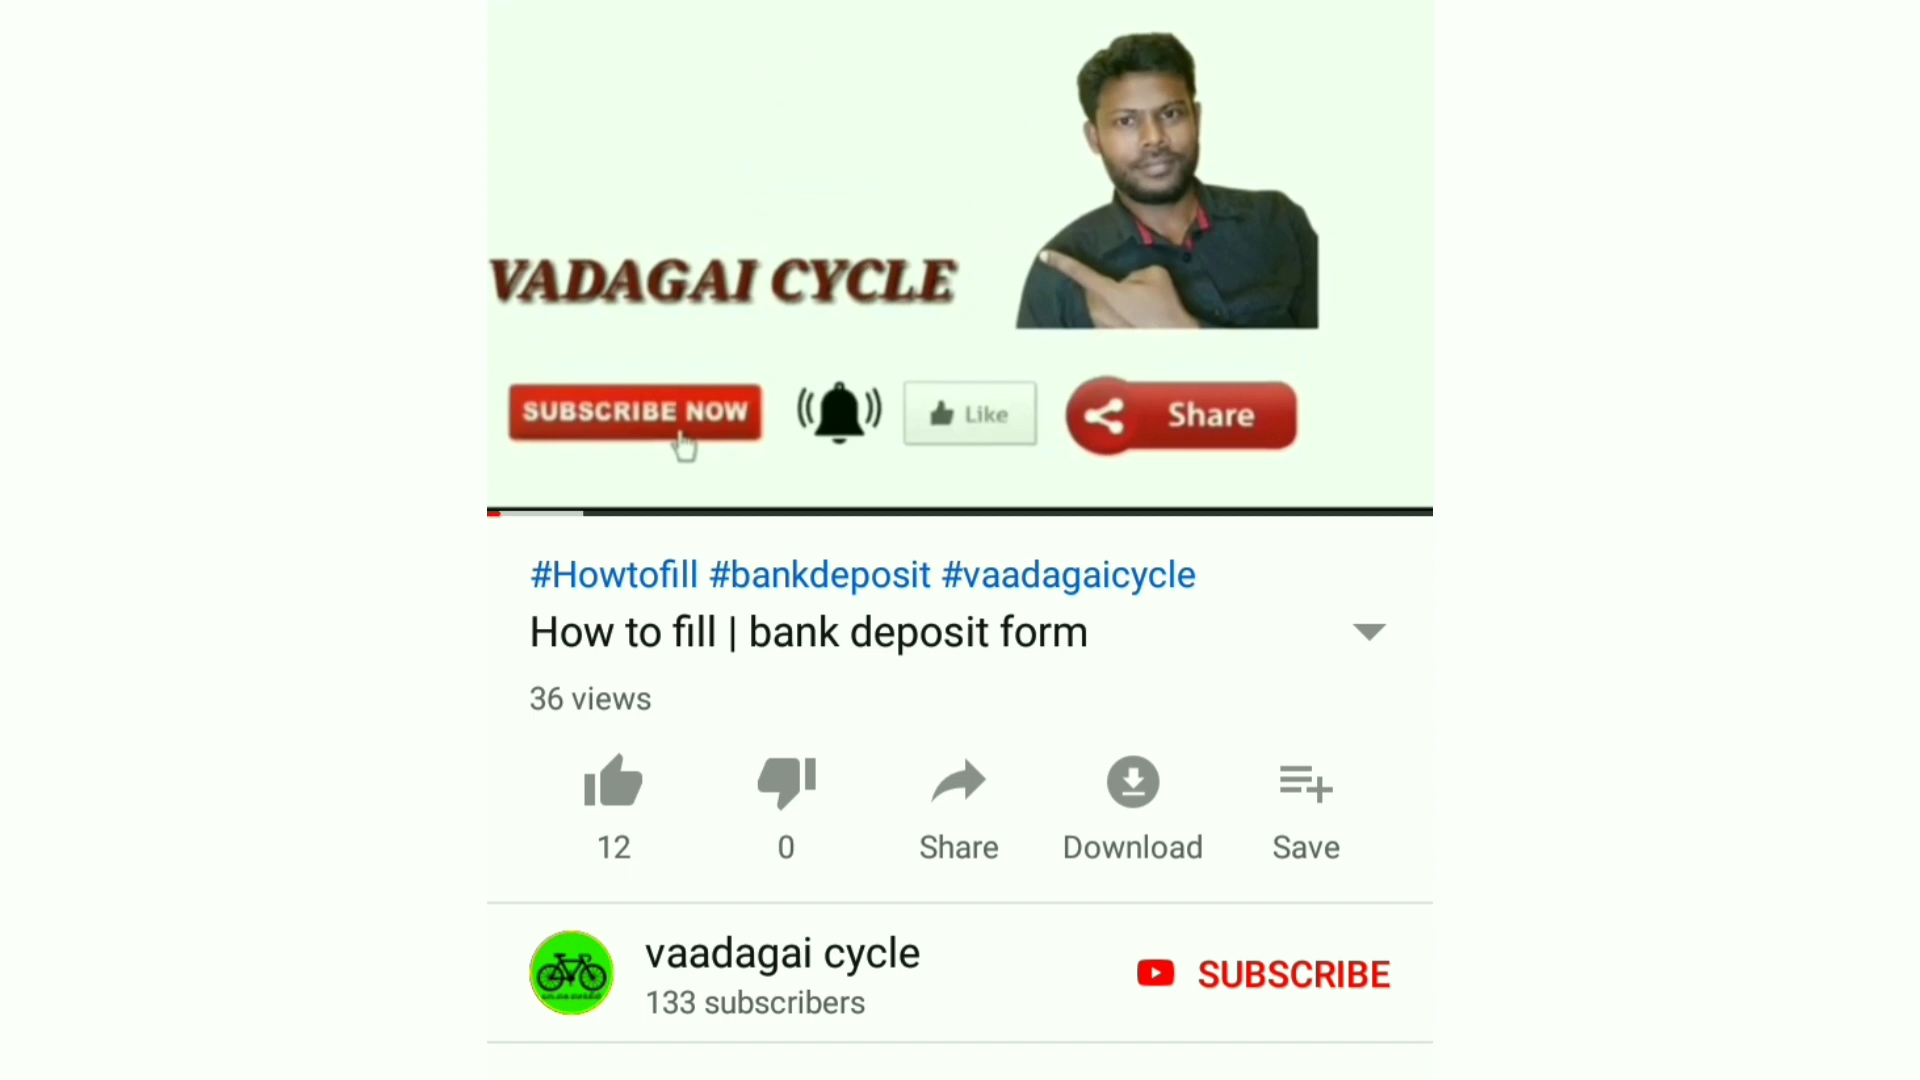 VADAGAI CYCLE
SUBSCRIBE NOW
Like
Share
#Howtofill #bankdeposit #vaadagaicycle
How to fill | bank deposit form
36 views
12
0
Share
Download
Save
vaadagai cycle
133 subscribers
SUBSCRIBE